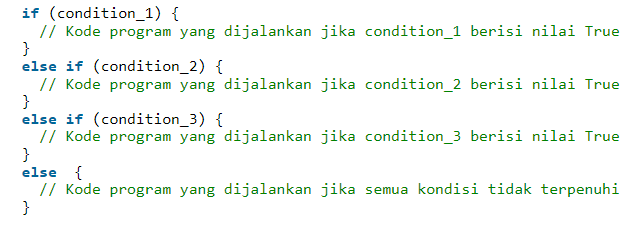 if (condition_1) {
  // Kode program yang dijalankan jika condition_1 berisi nilai True
}
else if (condition_2) {
  // Kode program yang dijalankan jika condition_2 berisi nilai True
}
else if (condition_3) {
  // Kode program yang dijalankan jika condition_3 berisi nilai True
}
else  {
  // Kode program yang dijalankan jika semua kondisi tidak terpenuhi
}